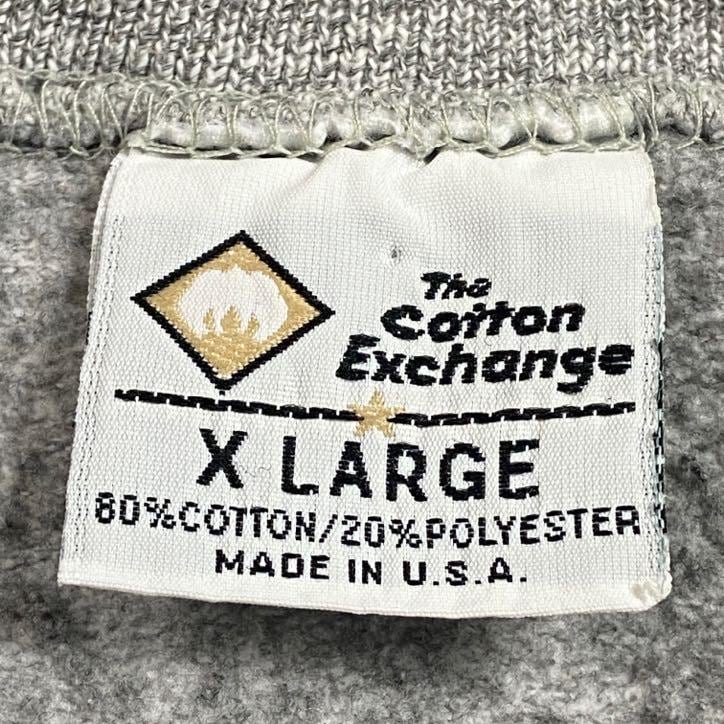 The
Cotton
Exchange
X LARGE
80%COTTON/20%POLYESTER
MADE IN U.S.A.